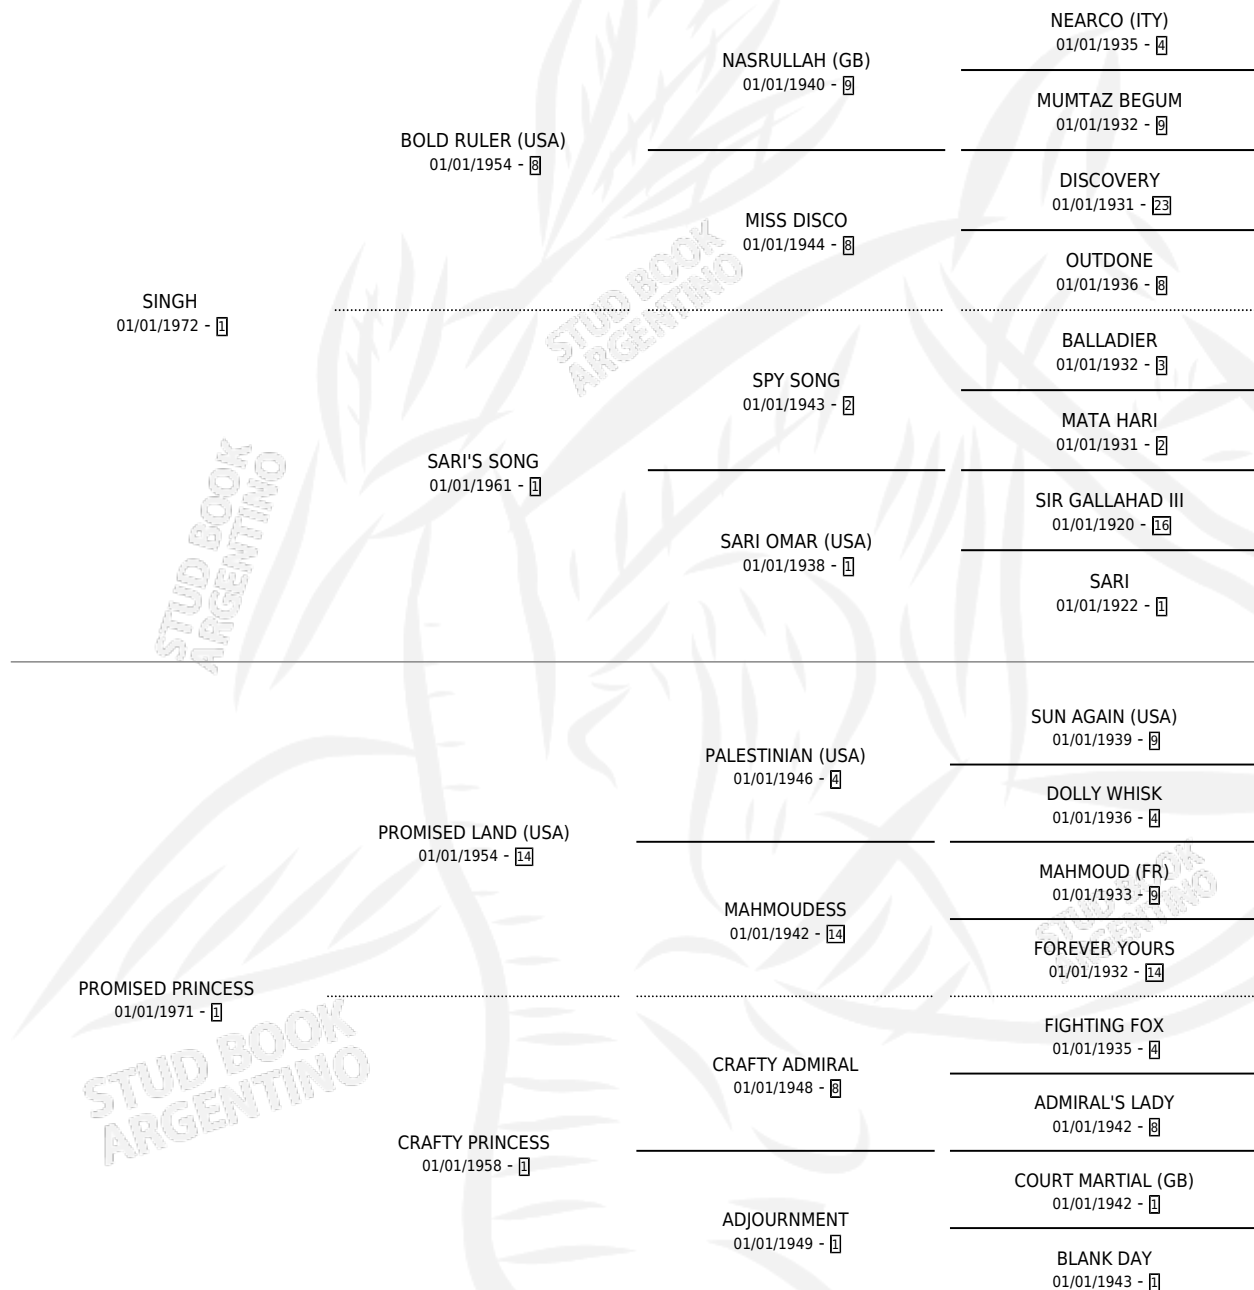 NEARCO (ITY)
01/01/1935 - 4
NASRULLAH (GB)
01/01/1940 - 9
MUMTAZ BEGUM
01/01/1932 - 9
BOLD RULER (USA)
01/01/1954 - 8
DISCOVERY
01/01/1931 - 23
MISS DISCO
01/01/1944 - 8
OUTDONE
01/01/1936 - 8
SINGH
01/01/1972 - 1
BALLADIER
01/01/1932 - 3
SPY SONG
01/01/1943 - 2
MATA HARI
01/01/1931 - 2
SARI'S SONG
01/01/1961 - 1
SIR GALLAHAD III
01/01/1920 - 16
SARI OMAR (USA)
01/01/1938 - 1
SARI
01/01/1922 - 1
SUN AGAIN (USA)
01/01/1939 - 9
PALESTINIAN (USA)
01/01/1946 - 4
DOLLY WHISK
01/01/1936 - 4
PROMISED LAND (USA)
01/01/1954 - 14
MAHMOUD (FR)
01/01/1933 - 9
MAHMOUDESS
01/01/1942 - 14
FOREVER YOURS
01/01/1932 - 14
PROMISED PRINCESS
01/01/1971 - 1
FIGHTING FOX
01/01/1935 - 4
CRAFTY ADMIRAL
01/01/1948 - 8
ADMIRAL'S LADY
01/01/1942 - 8
CRAFTY PRINCESS
01/01/1958 - 1
COURT MARTIAL (GB)
01/01/1942 - 1
ADJOURNMENT
01/01/1949 - 1
BLANK DAY
01/01/1943 - 1
STUD BOOK
ARGENTINO
STUD BOOK
ARGENTINO
STUD BOOK
ARGENTINO
STUD BOOK
ARGENTINO